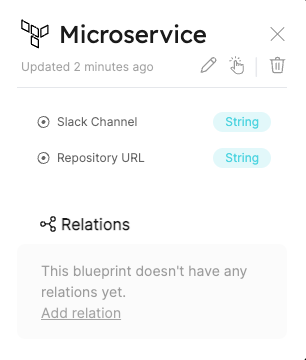 Microservice
Updated 2 minutes ago
Slack Channel String
Repository URL String
Relations
This blueprint doesn't have any
relations yet.
Add relation